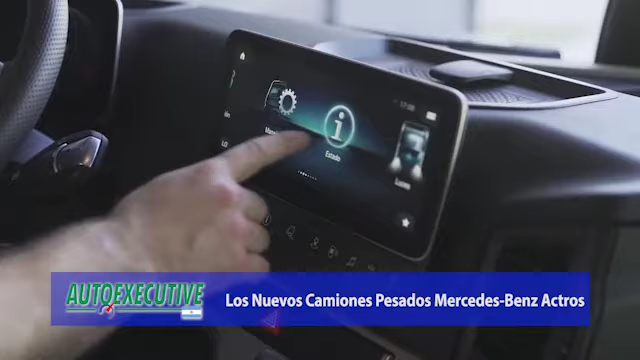 Estado
AUTOEXECUTIVE
Los Nuevos Camiones Pesados Mercedes-Benz Actros